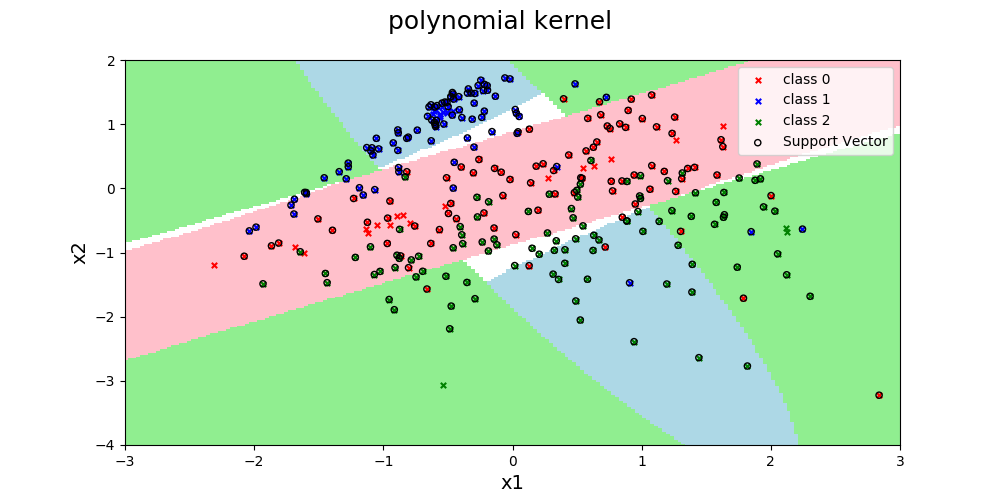 polynomial kernel
2
1
0
−1
−2
−3
−4
x2
class 0
class 1
class 2
Support Vector
−3 −2 −1 0 1 2 3
x1